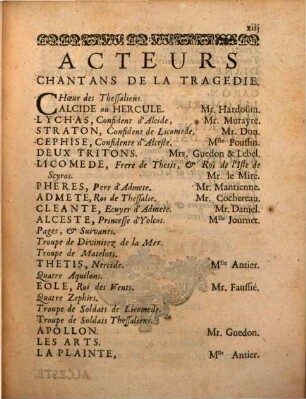 xiij
ACTEURS
CHANTANS DE LA TRAGEDIE.
CHœur des Thessaliens.
ALCIDE ou HERCULE. Mr. Hardoüin.
LYCHAS, Confident d'Alcide, Mr. Murayre.
STRATON, Confident de Licomede, Mr. Dun.
CEPHISE, Confidente d'Alceste. Mlle Poussin.
DEUX TRITONS. Mrs. Guedon & Lebel.
LICOMEDE, Frere de Thetis, & Roi de l'Isle de
Scyros. Mr. le Mire.
PHERES, Pere d'Admete. Mr. Mantienne.
ADMETE, Roi de Thessalie. Mr. Cochereau.
CLEANTE, Ecuyer d'Admete. Mr. Daniel.
ALCESTE, Princesse d'Yolcos. Mlle Journet.
Pages, & Suivants.
Troupe de Divinitez de la Mer.
Troupe de Matelots.
THETIS, Nereïde. Mlle Antier.
Quatre Aquilons.
EOLE, Roi des Vents. Mr. Faussié.
Quatre Zephirs.
Troupe de Soldats de Licomede.
Troupe de Soldats Thessaliens.
APOLLON. Mr. Guedon.
LES ARTS.
LA PLAINTE, Mlle Antier.